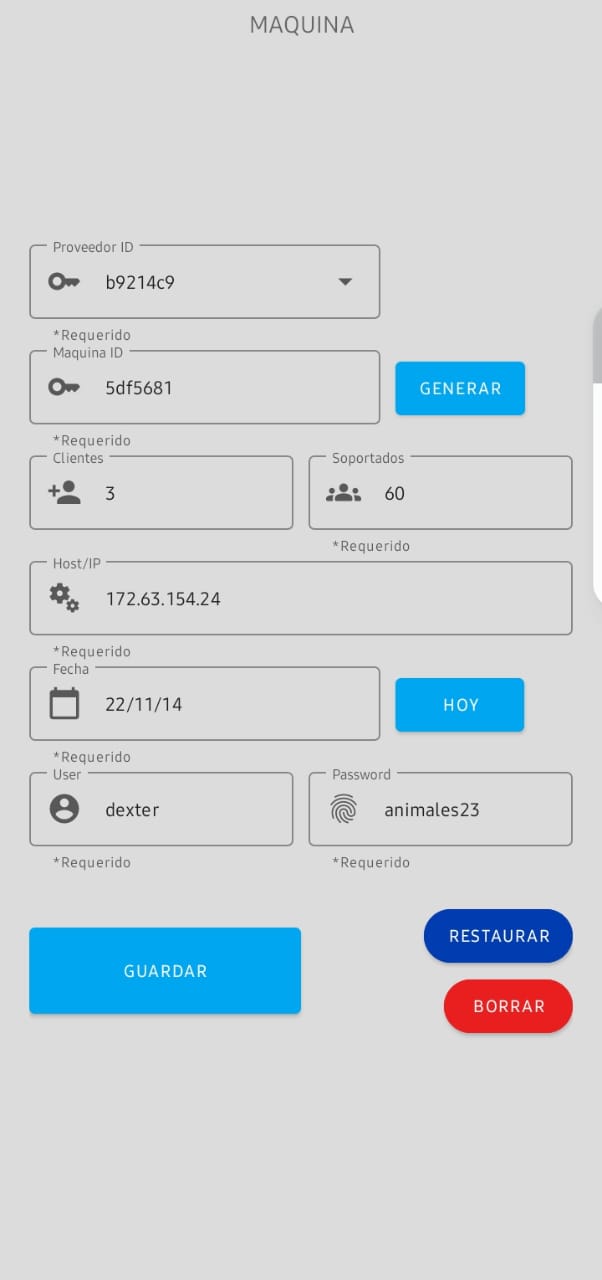 MAQUINA
Proveedor ID
b9214c9
*Requerido
Maquina ID
5df5681
GENERAR
*Requerido
Clientes
3
Soportados
60
*Requerido
Host/IP
172.63.154.24
*Requerido
Fecha
22/11/14
HOY
*Requerido
User
dexter
*Requerido
Password
animales23
*Requerido
GUARDAR
RESTAURAR
BORRAR